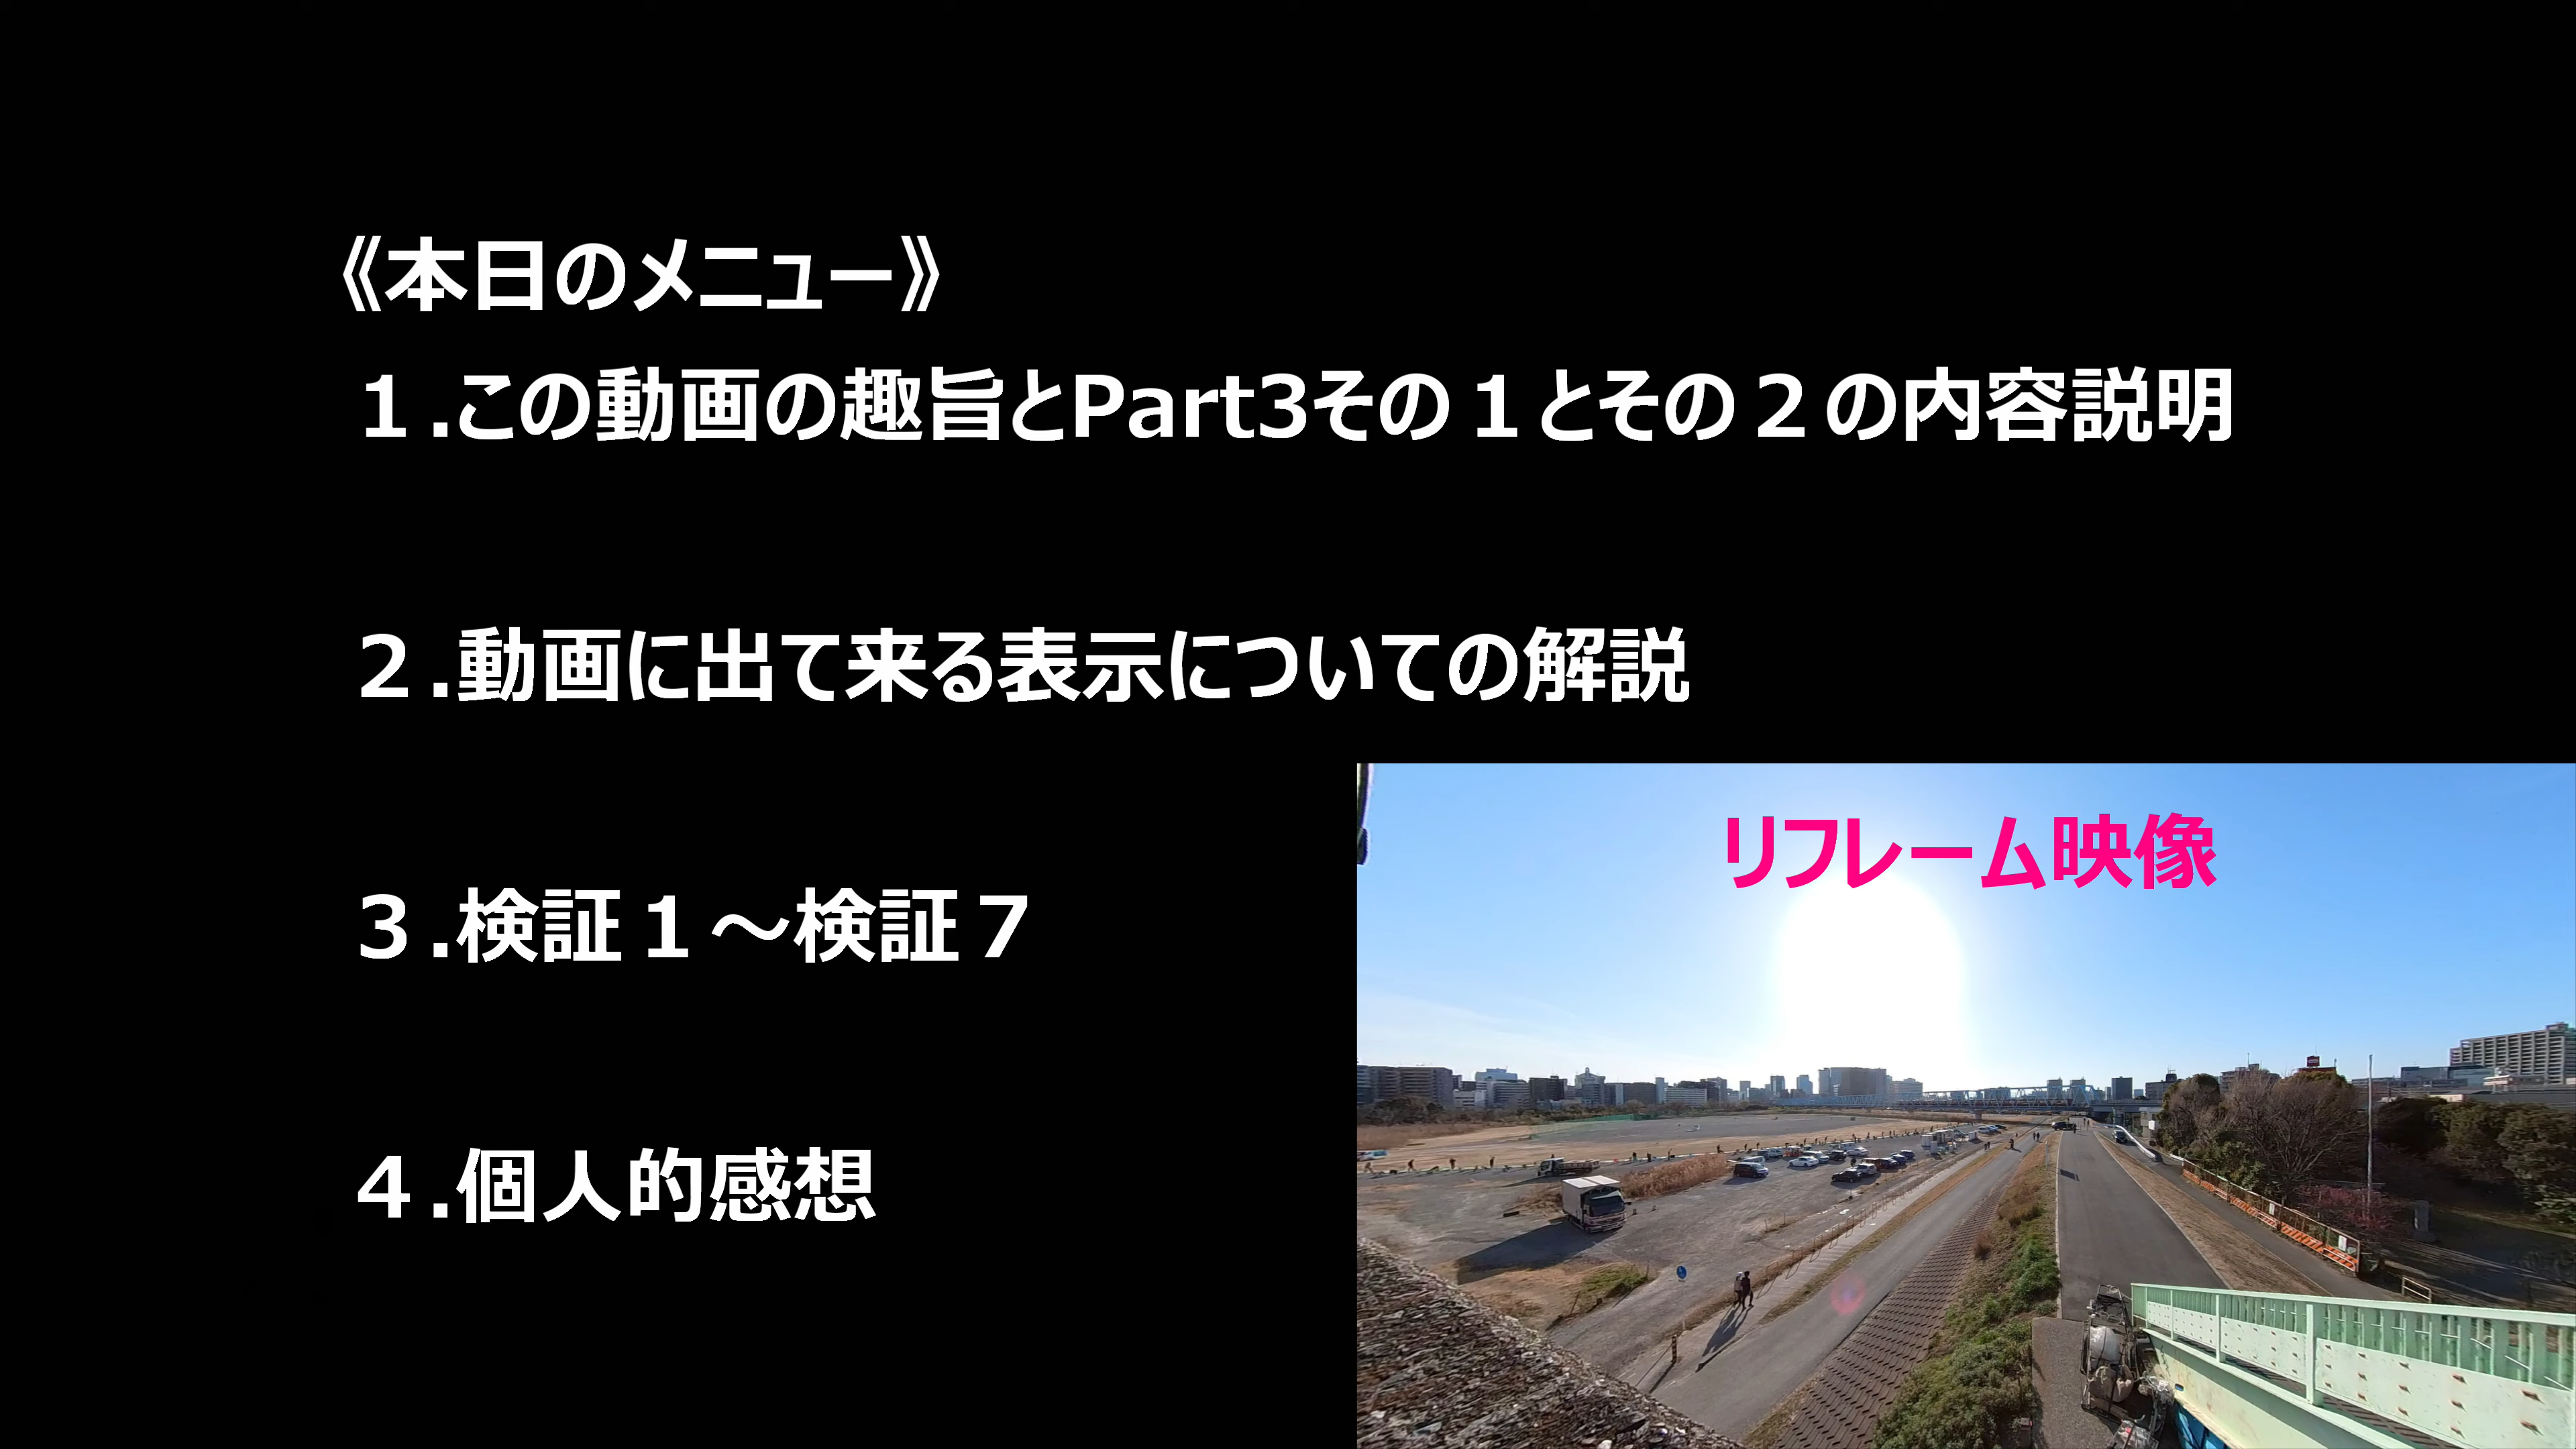 《本日のメニュー》
１.この動画の趣旨とPart3その１とその２の内容説明
２.動画に出て来る表示についての解説
３.検証１～検証７
４.個人的感想
リフレーム映像